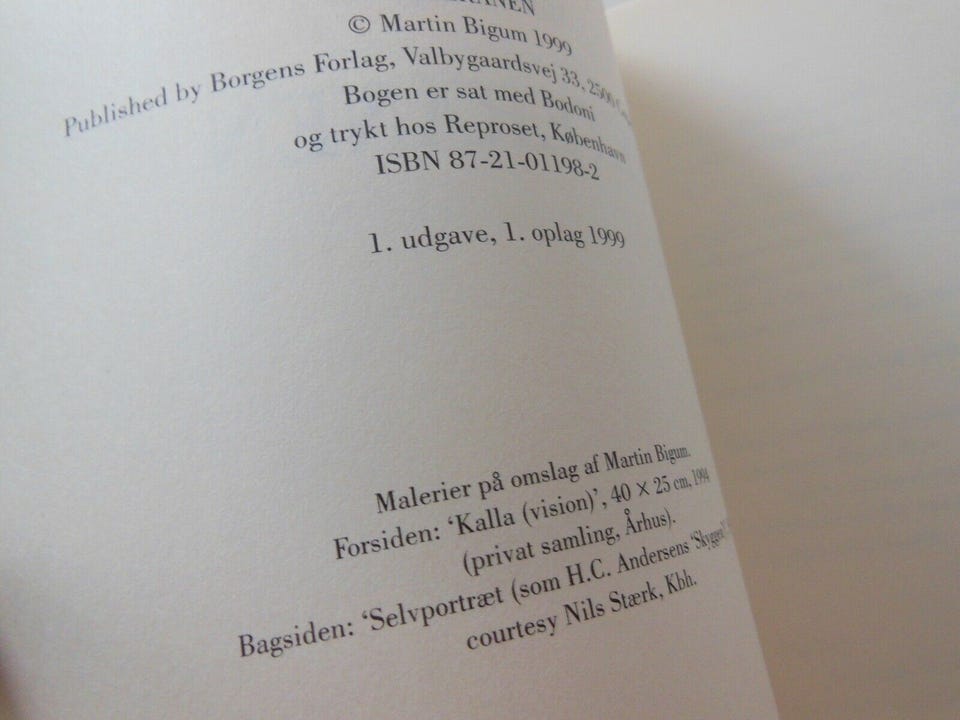 © Martin Bigum 1999
Published by Borgens Forlag, Valbygaardsvej 33, 2500
Bogen er sat med Bodoni
og trykt hos Reproset, København
ISBN 87-21-01198-2
1. udgave, 1. oplag 1999
Malerier på omslag af Martin Bigum.
Forsiden: ‘Kalla (vision)’, 40 × 25 cm, 1994
(privat samling, Århus).
Bagsiden: ‘Selvportræt (som H.C. Andersens ‘Skyggen’)
courtesy Nils Stærk, Kbh.